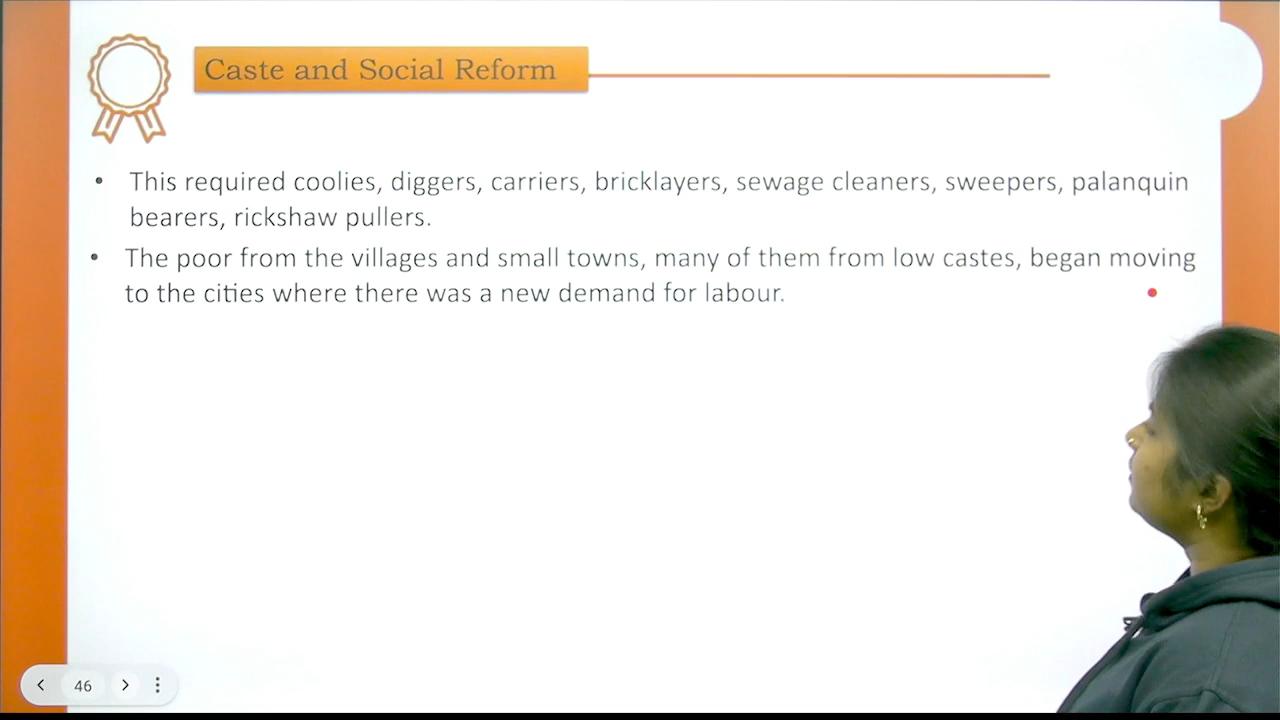 Caste and Social Reform
• This required coolies, diggers, carriers, bricklayers, sewage cleaners, sweepers, palanquin
bearers, rickshaw pullers.
• The poor from the villages and small towns, many of them from low castes, began moving
to the cities where there was a new demand for labour.
46